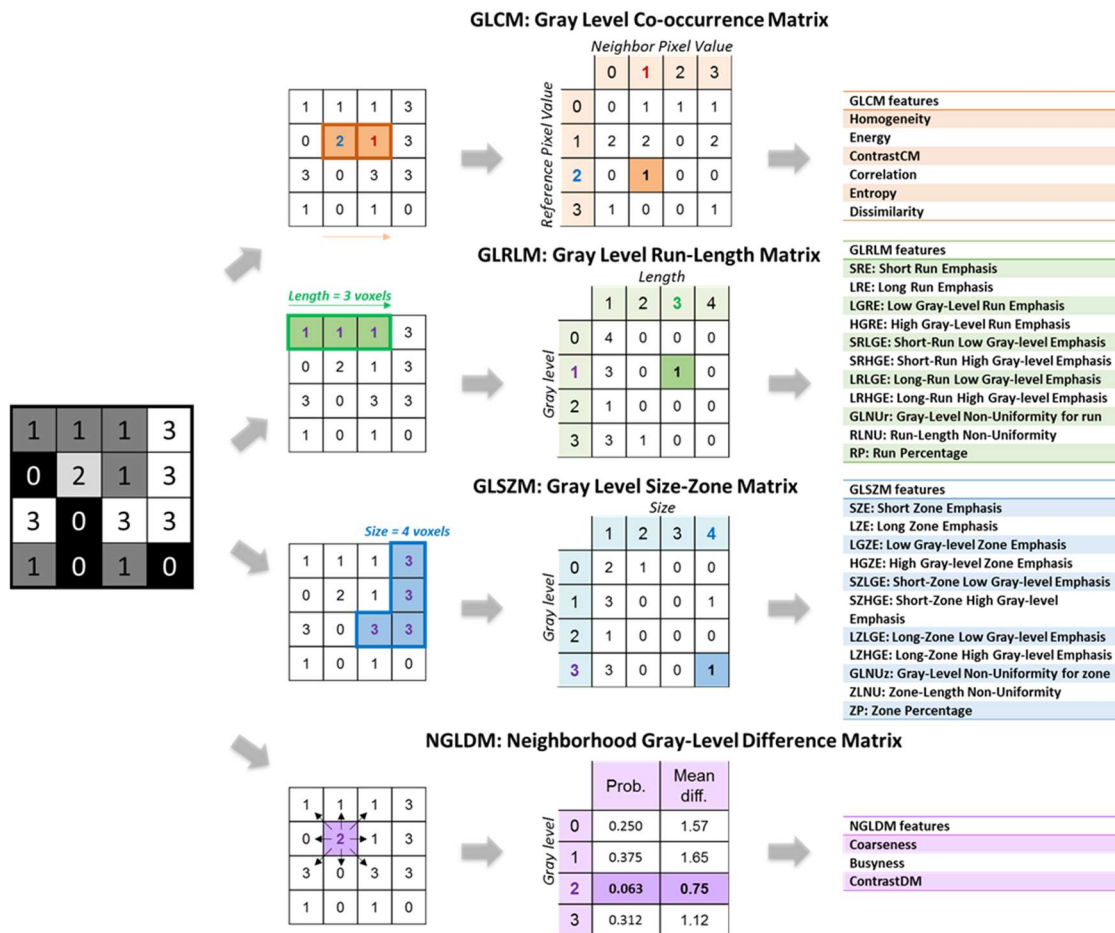 1 1 1 3
0 2 1 3
3 0 3 3
1 0 1 0
GLCM: Gray Level Co-occurrence Matrix
1 1 1 3
0 2 1 3
3 0 3 3
1 0 1 0
Neighbor Pixel Value
Reference Pixel Value
0 1 2 3
0 0 1 1 1
1 2 2 0 2
2 0 1 0 0
3 1 0 0 1
GLCM features
Homogeneity
Energy
ContrastCM
Correlation
Entropy
Dissimilarity
GLRLM: Gray Level Run-Length Matrix
Length = 3 voxels
1 1 1 3
0 2 1 3
3 0 3 3
1 0 1 0
Length
Gray level
1 2 3 4
0 4 0 0 0
1 3 0 1 0
2 1 0 0 0
3 3 1 0 0
GLRLM features
SRE: Short Run Emphasis
LRE: Long Run Emphasis
LGRE: Low Gray-Level Run Emphasis
HGRE: High Gray-Level Run Emphasis
SRLGE: Short-Run Low Gray-level Emphasis
SRHGE: Short-Run High Gray-level Emphasis
LRLGE: Long-Run Low Gray-level Emphasis
LRHGE: Long-Run High Gray-level Emphasis
GLNUr: Gray-Level Non-Uniformity for run
RLNU: Run-Length Non-Uniformity
RP: Run Percentage
GLSZM: Gray Level Size-Zone Matrix
Size = 4 voxels
1 1 1 3
0 2 1 3
3 0 3 3
1 0 1 0
Size
Gray level
1 2 3 4
0 2 1 0 0
1 3 0 0 1
2 1 0 0 0
3 3 0 0 1
GLSZM features
SZE: Short Zone Emphasis
LZE: Long Zone Emphasis
LGZE: Low Gray-level Zone Emphasis
HGZE: High Gray-level Zone Emphasis
SZLGE: Short-Zone Low Gray-level Emphasis
SZHGE: Short-Zone High Gray-level
Emphasis
LZLGE: Long-Zone Low Gray-level Emphasis
LZHGE: Long-Zone High Gray-level Emphasis
GLNUz: Gray-Level Non-Uniformity for zone
ZLNU: Zone-Length Non-Uniformity
ZP: Zone Percentage
NGLDM: Neighborhood Gray-Level Difference Matrix
1 1 1 3
0 2 1 3
3 0 3 3
1 0 1 0
Gray level
Prob. Mean
diff.
0 0.250 1.57
1 0.375 1.65
2 0.063 0.75
3 0.312 1.12
NGLDM features
Coarseness
Busyness
ContrastDM